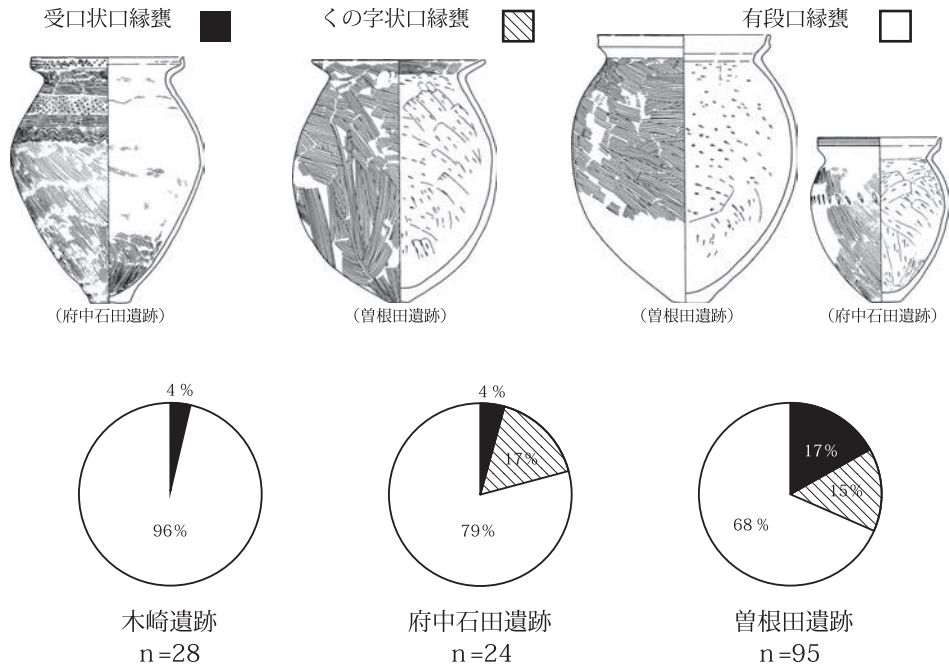 受口状口縁甕 くの字状口縁甕 有段口縁甕
（府中石田遺跡） （曽根田遺跡） （曽根田遺跡） （府中石田遺跡）
4 % 4 %
17% 17%
15%
96% 79% 68 %
木崎遺跡 府中石田遺跡 曽根田遺跡
n =28 n =24 n =95